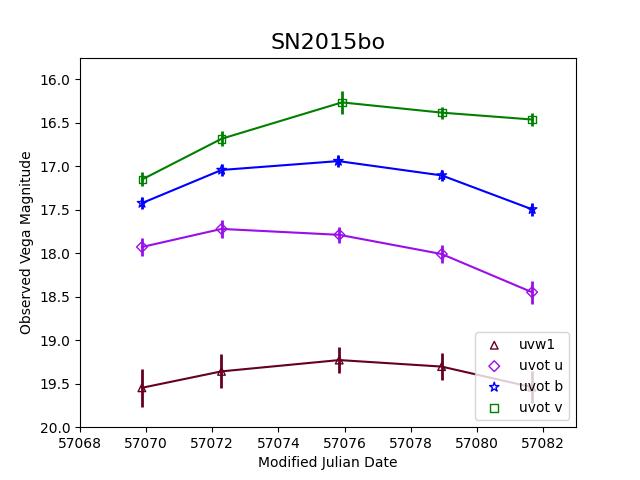 SN2015bo
16.0
16.5
17.0
17.5
18.0
18.5
19.0
19.5
20.0
Observed Vega Magnitude
uvw1
uvot u
uvot b
uvot v
57068 57070 57072 57074 57076 57078 57080 57082
Modified Julian Date